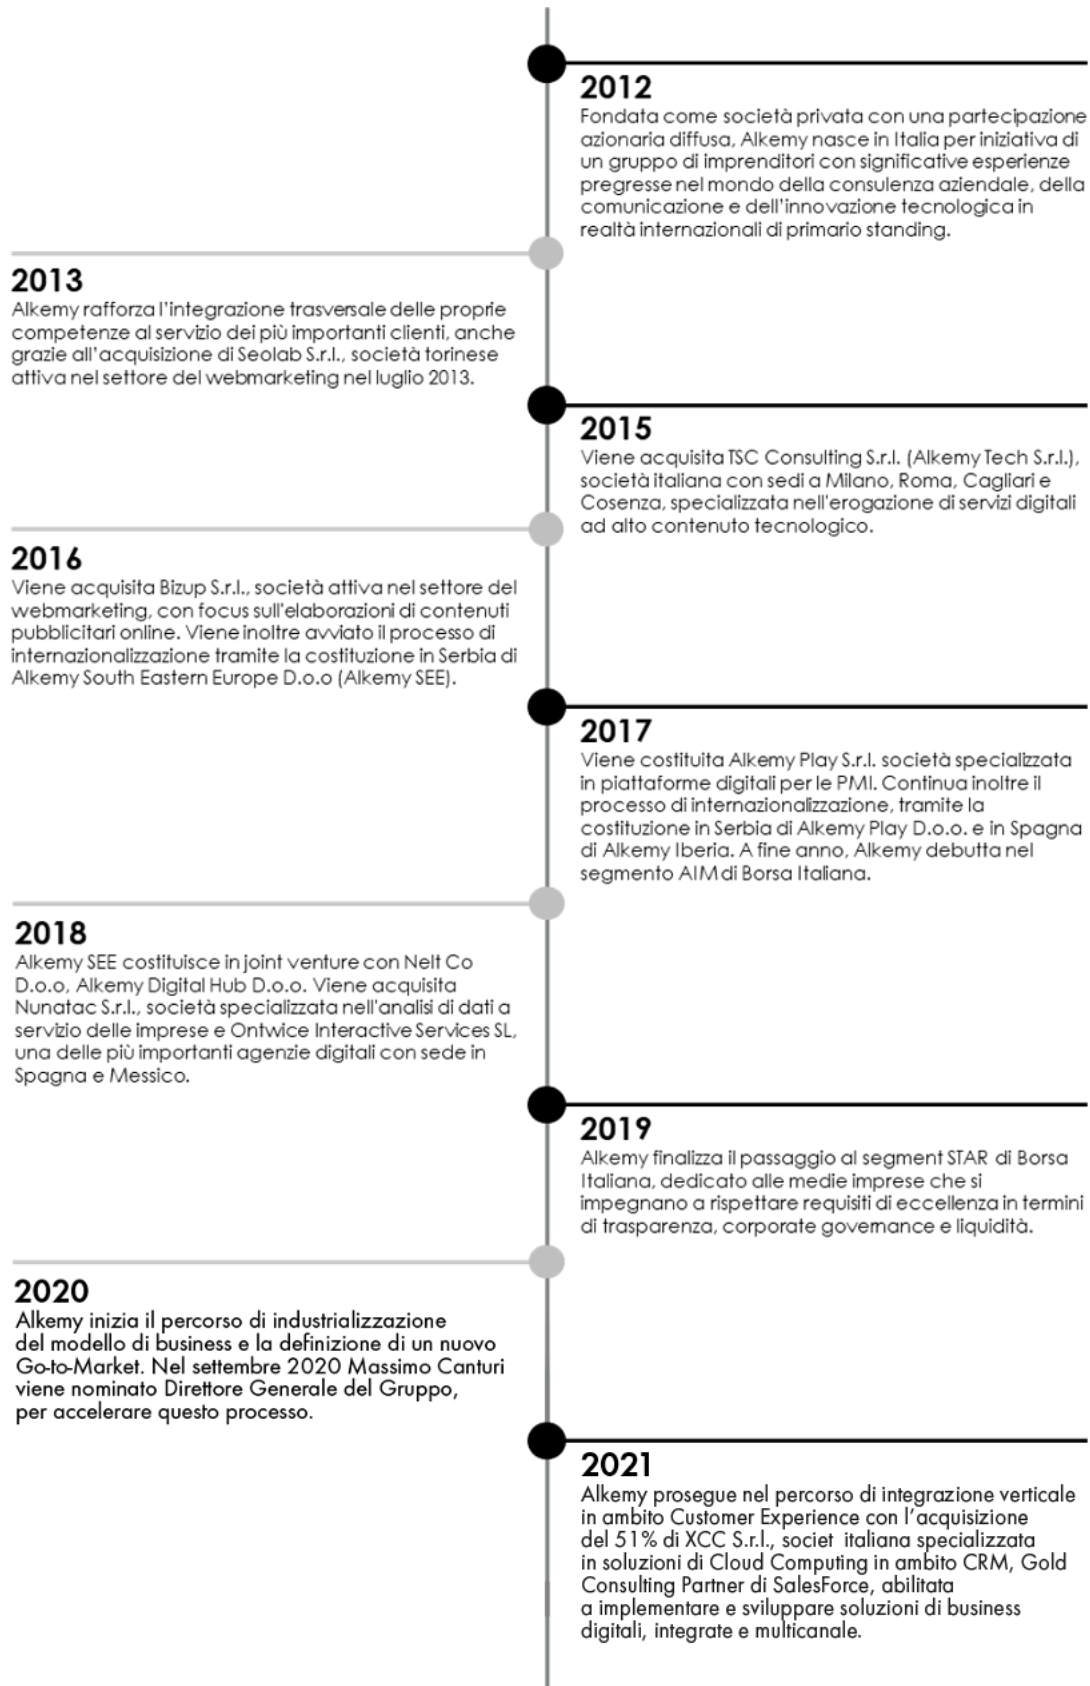 2012
Fondata come società privata con una partecipazione
azionaria diffusa, Alkemy nasce in Italia per iniziativa di
un gruppo di imprenditori con significative esperienze
pregresse nel mondo della consulenza aziendale, della
comunicazione e dell'innovazione tecnologica in
realtà internazionali di primario standing.
2013
Alkemy rafforza l'integrazione trasversale delle proprie
competenze al servizio dei più importanti clienti, anche
grazie all'acquisizione di Seolab S.r.l., società torinese
attiva nel settore del webmarketing nel luglio 2013.
2015
Viene acquisita TSC Consulting S.r.l. (Alkemy Tech S.r.l.),
società italiana con sedi a Milano, Roma, Cagliari e
Cosenza, specializzata nell'erogazione di servizi digitali
ad alto contenuto tecnologico.
2016
Viene acquisita Bizup S.r.l., società attiva nel settore del
webmarketing, con focus sull'elaborazioni di contenuti
pubblicitari online. Viene inoltre avviato il processo di
internazionalizzazione tramite la costituzione in Serbia di
Alkemy South Eastern Europe D.o.o (Alkemy SEE).
2017
Viene costituita Alkemy Play S.r.l. società specializzata
in piattaforme digitali per le PMI. Continua inoltre il
processo di internazionalizzazione, tramite la
costituzione in Serbia di Alkemy Play D.o.o. e in Spagna
di Alkemy Iberia. A fine anno, Alkemy debutta nel
segmento AIM di Borsa Italiana.
2018
Alkemy SEE costituisce in joint venture con Nelt Co
D.o.o, Alkemy Digital Hub D.o.o. Viene acquisita
Nunatac S.r.l., società specializzata nell'analisi di dati a
servizio delle imprese e Ontwice Interactive Services SL,
una delle più importanti agenzie digitali con sede in
Spagna e Messico.
2019
Alkemy finalizza il passaggio al segment STAR di Borsa
Italiana, dedicato alle medie imprese che si
impegnano a rispettare requisiti di eccellenza in termini
di trasparenza, corporate governance e liquidità.
2020
Alkemy inizia il percorso di industrializzazione
del modello di business e la definizione di un nuovo
Go-to-Market. Nel settembre 2020 Massimo Canturi
viene nominato Direttore Generale del Gruppo,
per accelerare questo processo.
2021
Alkemy prosegue nel percorso di integrazione verticale
in ambito Customer Experience con l'acquisizione
del 51% di XCC S.r.l., societ italiana specializzata
in soluzioni di Cloud Computing in ambito CRM, Gold
Consulting Partner di SalesForce, abilitata
a implementare e sviluppare soluzioni di business
digitali, integrate e multicanale.